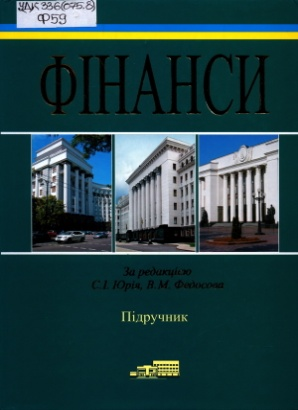 УДК 336(075.8)
Ф59
ФІНАНСИ
За редакцією
С.І. Юрія, В.М. Федосова
Підручник